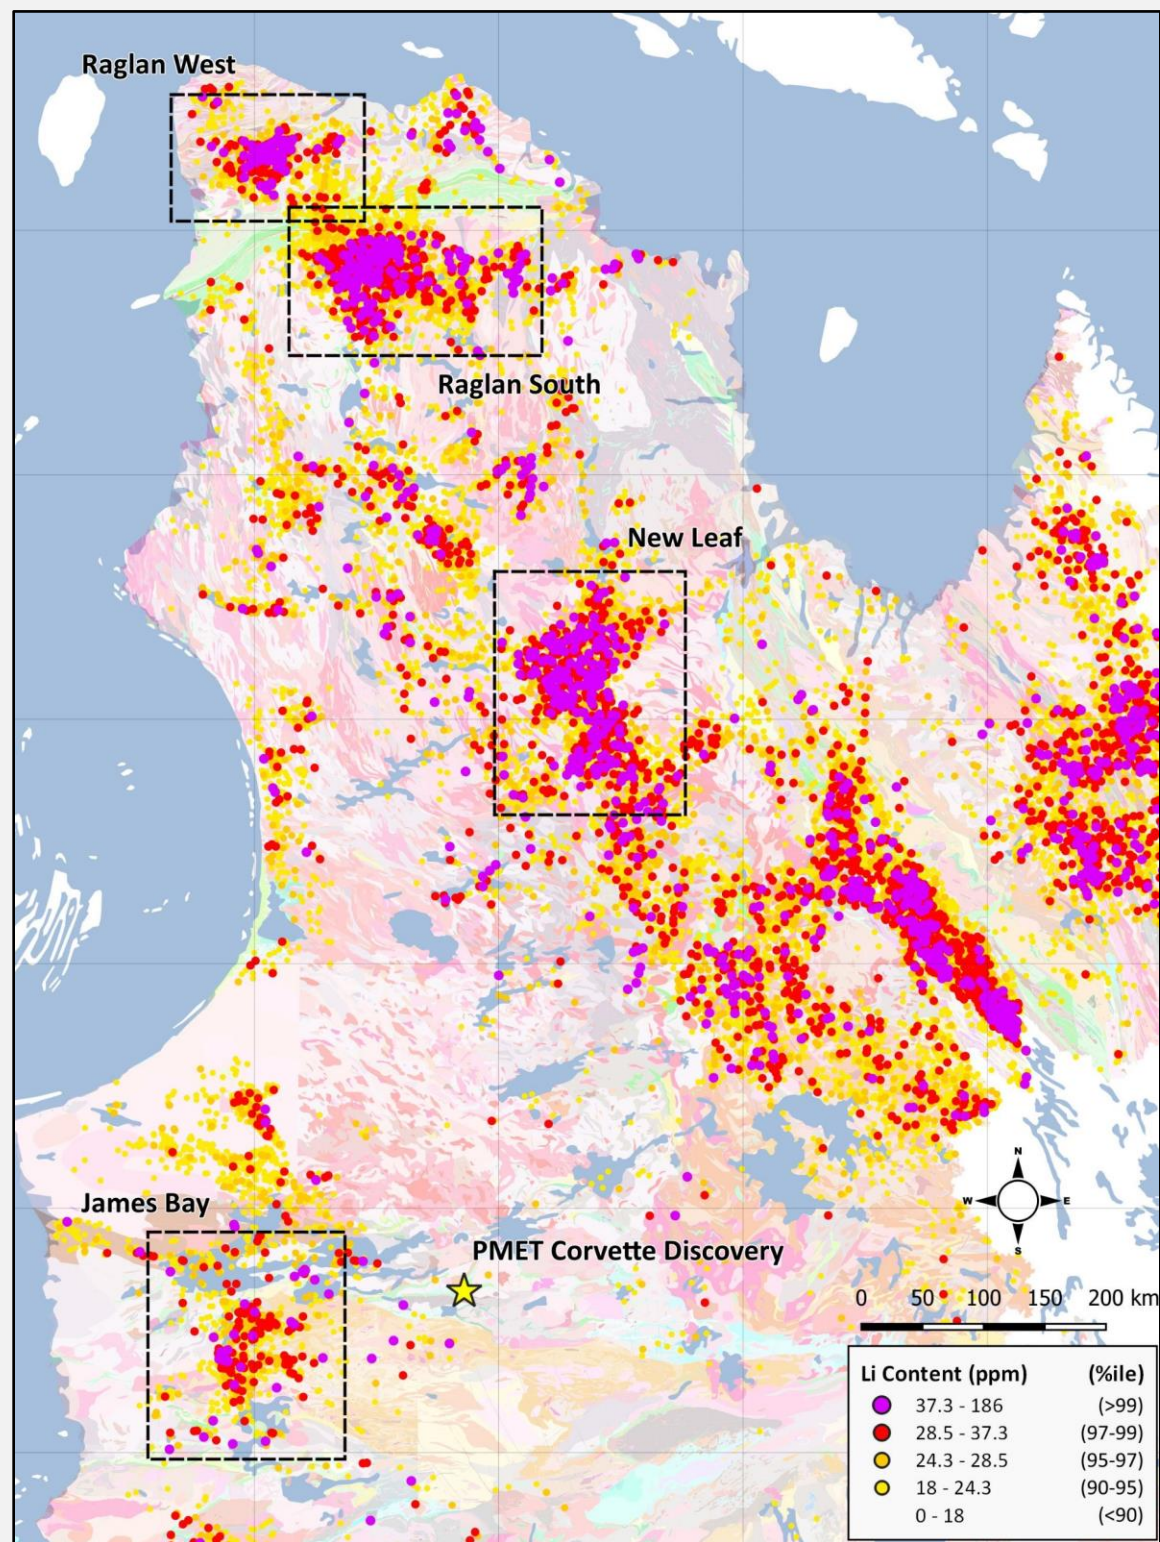 Raglan West
Raglan South
New Leaf
James Bay
PMET Corvette Discovery
N
W E
S
0 50 100 150 200 km
Li Content (ppm) (%ile)
37.3 - 186 (>99)
28.5 - 37.3 (97-99)
24.3 - 28.5 (95-97)
18 - 24.3 (90-95)
0 - 18 (<90)